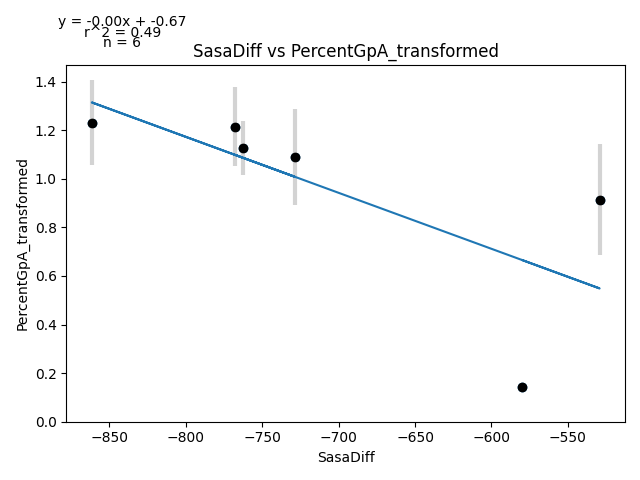 y = -0.00x + -0.67
r^2 = 0.49
n = 6
SasaDiff vs PercentGpA_transformed
PercentGpA_transformed
1.4
1.2
1.0
0.8
0.6
0.4
0.2
0.0
−850
−800
−750
−700
−650
−600
−550
SasaDiff